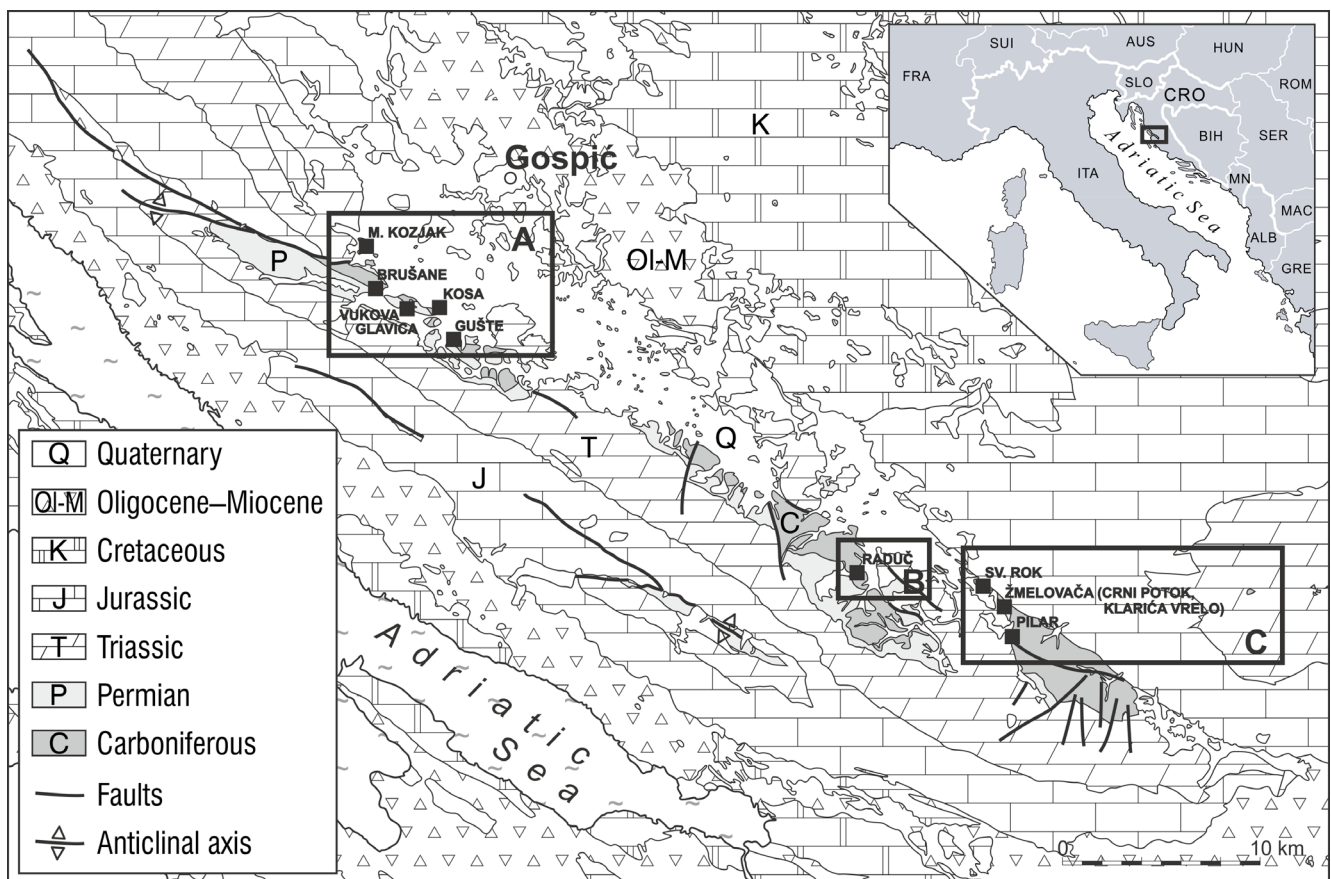 Gospić
K
Ol-M
P
A
M. KOZJAK
BRUŠANE
KOSA
VUKOVA
GLAVICA
GUŠTE
T
Q
J
C
RADUČ
B
SV. ROK
ŽMELOVAČA (CRNI POTOK,
KLARIĆA VRELO)
PILAR
C
Adriatic
Sea
0 10 km
Q Quaternary
Ol-M Oligocene–Miocene
K Cretaceous
J Jurassic
T Triassic
P Permian
C Carboniferous
Faults
Anticlinal axis
SUI
AUS
HUN
FRA
SLO
CRO
ROM
BIH
SER
ITA
Adriatic Sea
MN
MAC
ALB
GRE